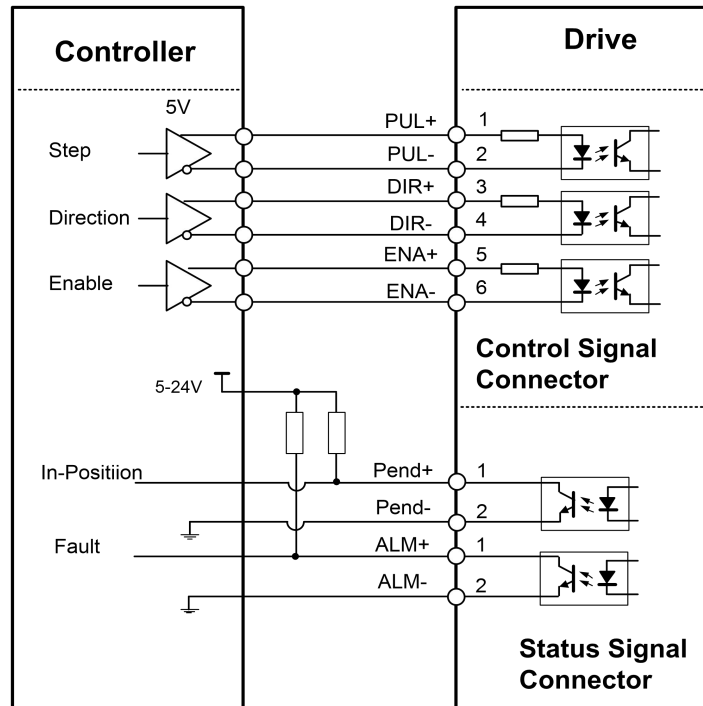 Controller
Drive
5V
Step
PUL+
1
PUL-
2
Direction
DIR+
3
DIR-
4
Enable
ENA+
5
ENA-
6
Control Signal
Connector
5-24V
In-Positiion
Pend+
1
Pend-
2
Fault
ALM+
1
ALM-
2
Status Signal
Connector